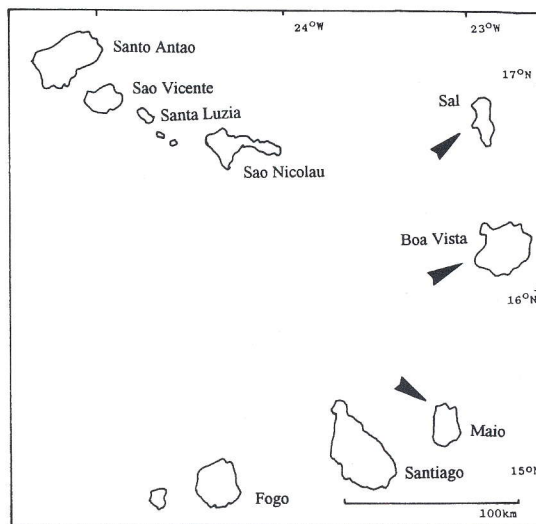 24°W
23°W
Santo Antao
17°N
Sao Vicente
Sal
Santa Luzia
Sao Nicolau
Boa Vista
16°N
Maio
Santiago
15°N
Fogo
100km